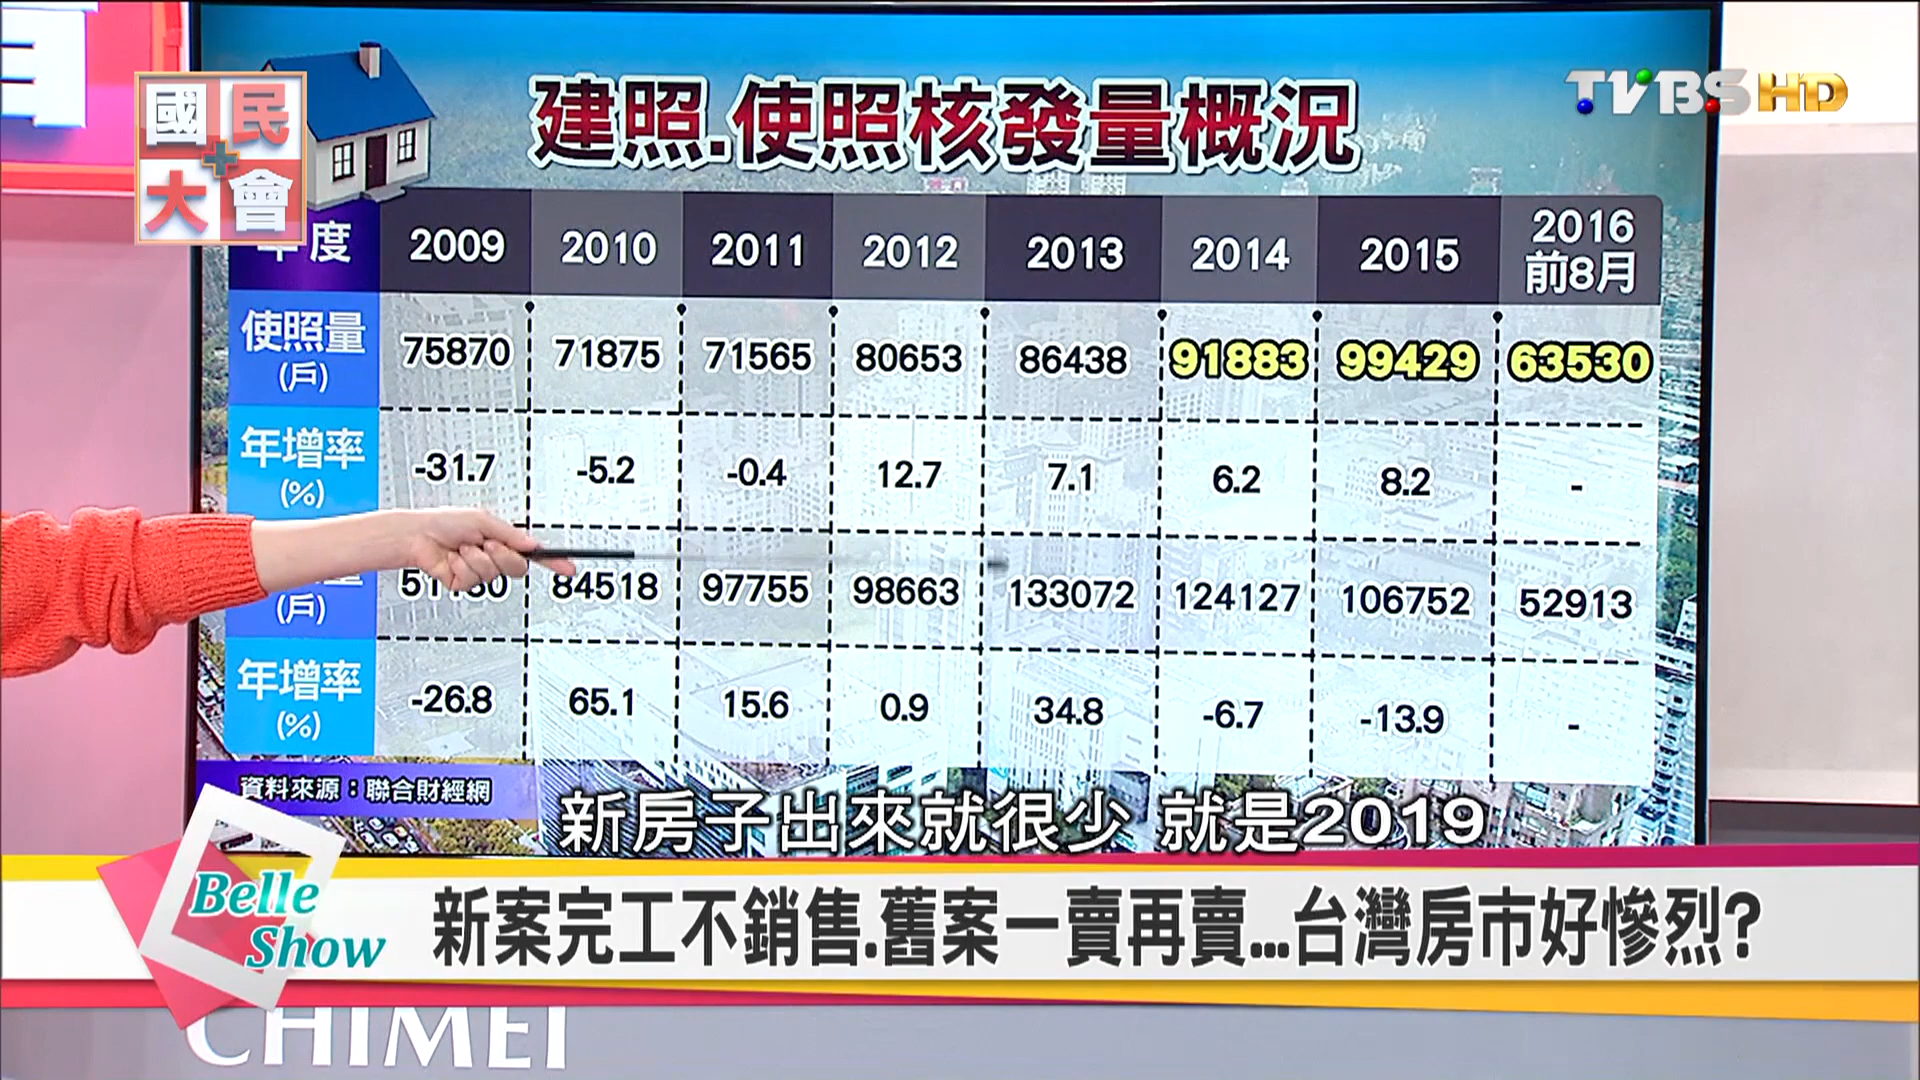 國民
大會
TVBS HD
建照.使照核發量概況
年度 2009 2010 2011 2012 2013 2014 2015 2016前8月
使照量(戶) 75870 71875 71565 80653 86438 91883 99429 63530
年增率(%) -31.7 -5.2 -0.4 12.7 7.1 6.2 8.2 -
(戶) 84518 97755 98663 133072 124127 106752 52913
年增率(%) -26.8 65.1 15.6 0.9 34.8 -6.7 -13.9 -
資料來源：聯合財經網
新房子出來就很少 就是2019
Belle Show
新案完工不銷售.舊案一賣再賣...台灣房市好慘烈?
CHIMEI